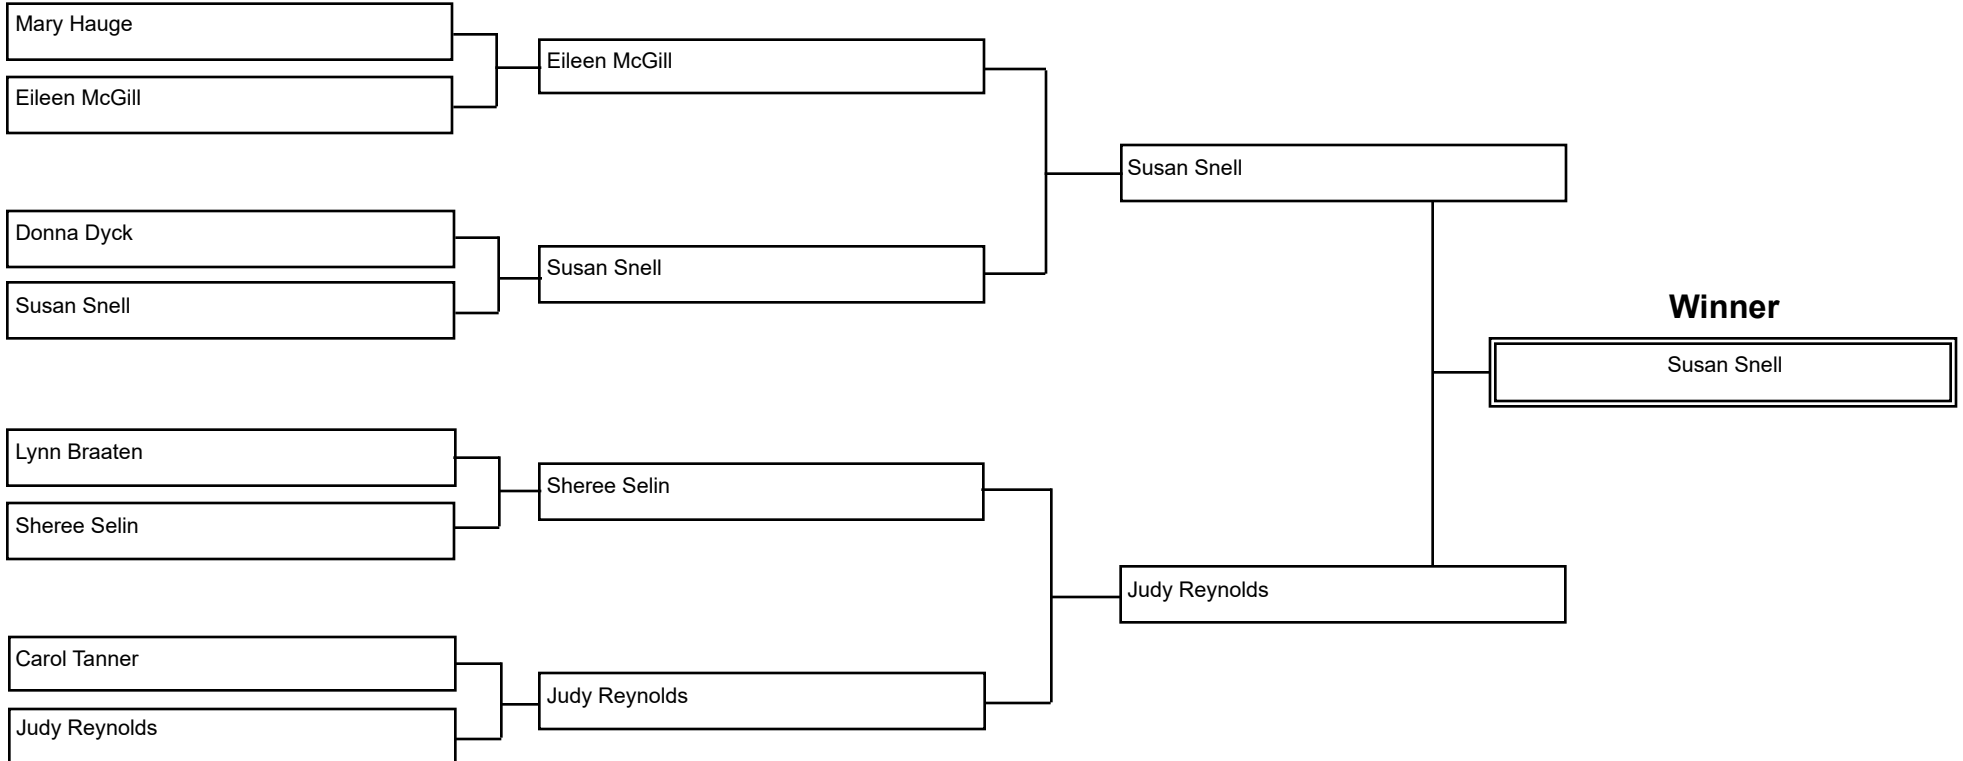 Mary Hauge
Eileen McGill
Eileen McGill
Susan Snell
Donna Dyck
Susan Snell
Susan Snell
Winner
Susan Snell
Lynn Braaten
Sheree Selin
Sheree Selin
Judy Reynolds
Carol Tanner
Judy Reynolds
Judy Reynolds